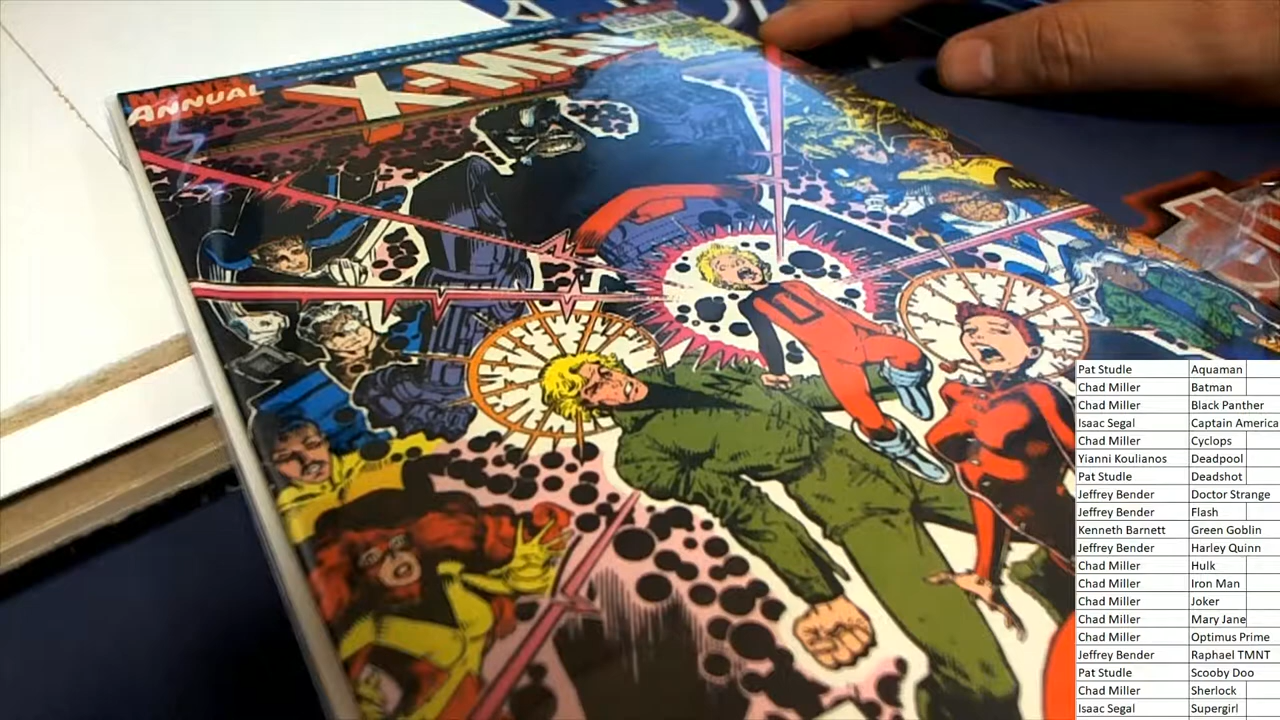 MARVEL
ANNUAL
X-MEN
Pat Studle Aquaman
Chad Miller Batman
Chad Miller Black Panther
Isaac Segal Captain America
Chad Miller Cyclops
Yianni Koulianos Deadpool
Pat Studle Deadshot
Jeffrey Bender Doctor Strange
Jeffrey Bender Flash
Kenneth Barnett Green Goblin
Jeffrey Bender Harley Quinn
Chad Miller Hulk
Chad Miller Iron Man
Chad Miller Joker
Chad Miller Mary Jane
Chad Miller Optimus Prime
Jeffrey Bender Raphael TMNT
Pat Studle Scooby Doo
Chad Miller Sherlock
Isaac Segal Supergirl